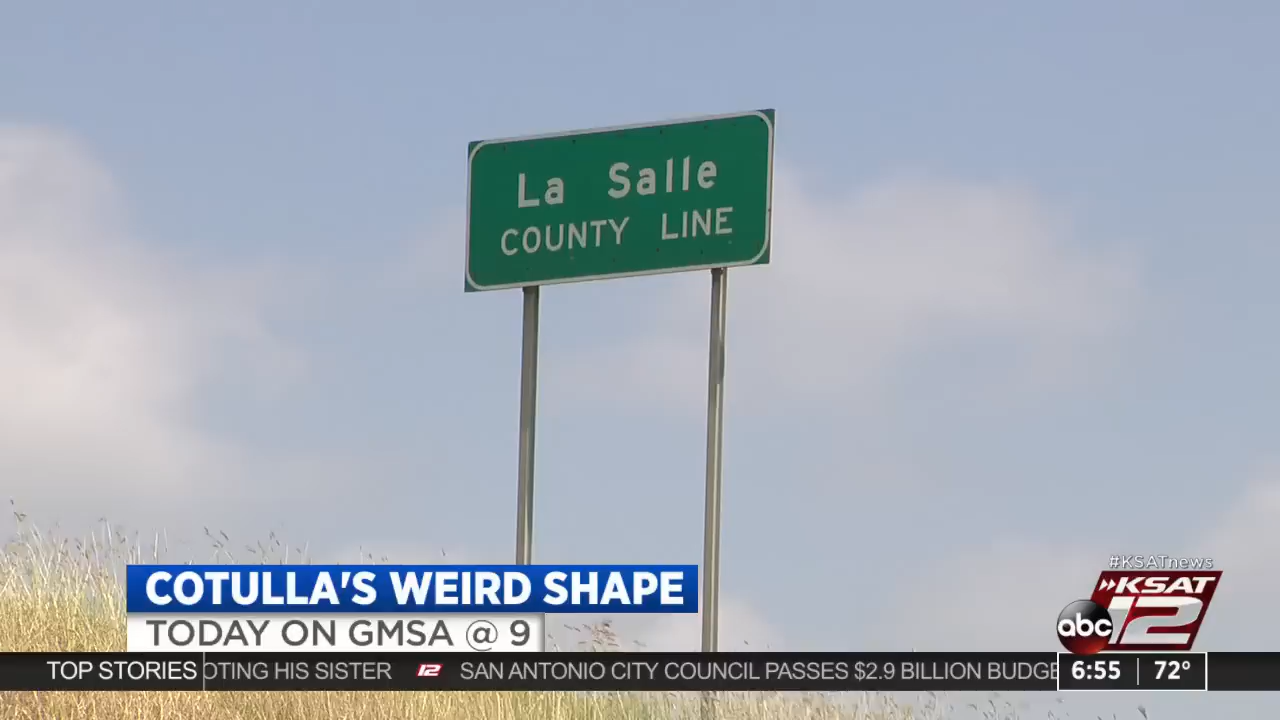 La Salle
COUNTY LINE
#KSATnews
KSAT
12
abc
COTULLA'S WEIRD SHAPE
TODAY ON GMSA @ 9
TOP STORIES OTING HIS SISTER 12 SAN ANTONIO CITY COUNCIL PASSES $2.9 BILLION BUDGE 6:55 72°